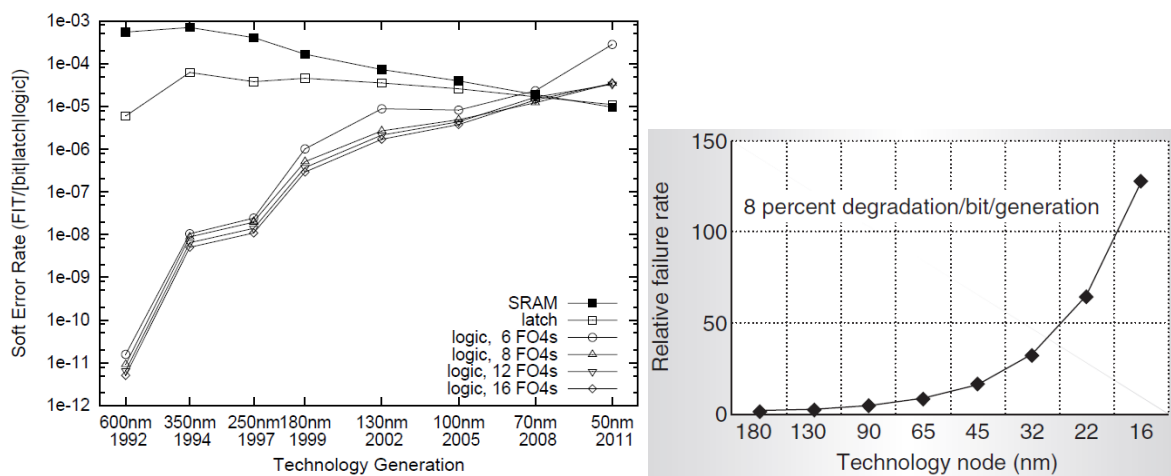 Soft Error Rate (FIT/[bit|latch|logic])
1e-03
1e-04
1e-05
1e-06
1e-07
1e-08
1e-09
1e-10
1e-11
1e-12
SRAM
latch
logic, 6 FO4s
logic, 8 FO4s
logic, 12 FO4s
logic, 16 FO4s
600nm 350nm 250nm 180nm 130nm 100nm 70nm 50nm
1992 1994 1997 1999 2002 2005 2008 2011
Technology Generation
Relative failure rate
150
100
50
0
8 percent degradation/bit/generation
180 130 90 65 45 32 22 16
Technology node (nm)